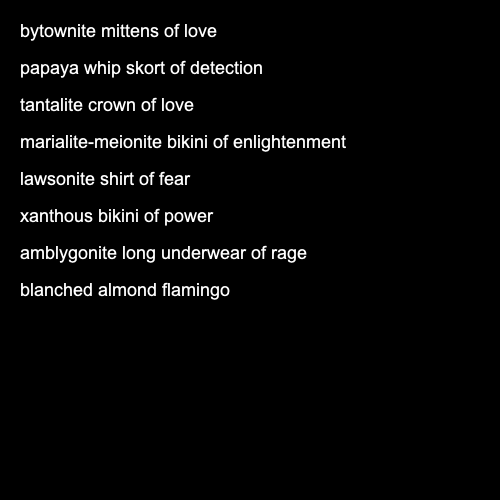 bytownite mittens of love
papaya whip skort of detection
tantalite crown of love
marialite-meionite bikini of enlightenment
lawsonite shirt of fear
xanthous bikini of power
amblygonite long underwear of rage
blanched almond flamingo